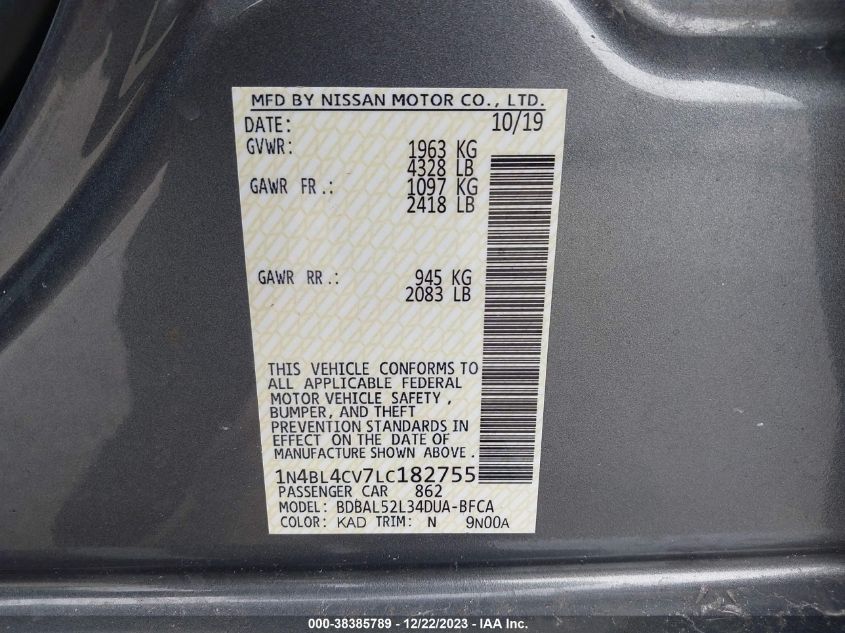 MFD BY NISSAN MOTOR CO., LTD.
DATE: 10/19
GVWR: 1963 KG
4328 LB
GAWR FR.: 1097 KG
2418 LB
GAWR RR.: 945 KG
2083 LB
THIS VEHICLE CONFORMS TO
ALL APPLICABLE FEDERAL
MOTOR VEHICLE SAFETY,
BUMPER, AND THEFT
PREVENTION STANDARDS IN
EFFECT ON THE DATE OF
MANUFACTURE SHOWN ABOVE.
1N4BL4CV7LC182755
PASSENGER CAR 862
MODEL: BDBAL52L34DUA-BFCA
COLOR: KAD TRIM: N 9N00A
000-38385789 - 12/22/2023 - IAA Inc.